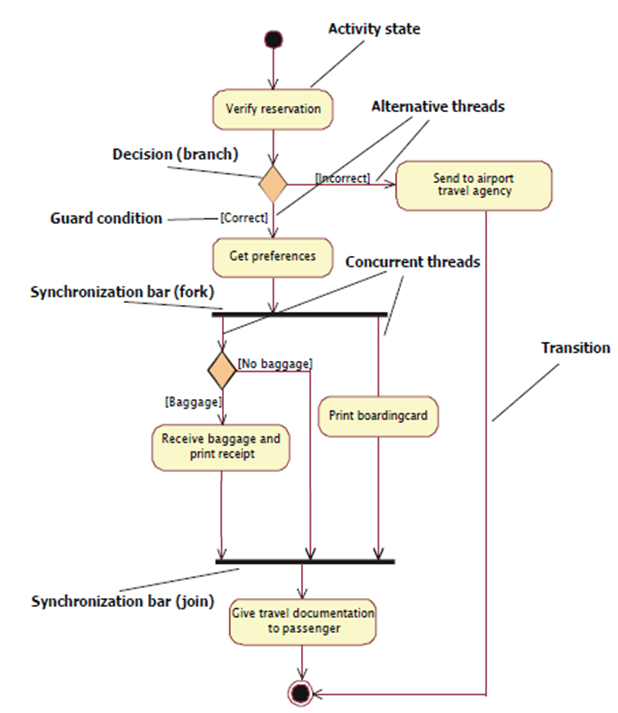 Activity state
Verify reservation
Alternative threads
Decision (branch)
[Incorrect]
Send to airport
travel agency
Guard condition
[Correct]
Get preferences
Concurrent threads
Synchronization bar (fork)
Transition
[No baggage]
[Baggage]
Print boardingcard
Receive baggage and
print receipt
Synchronization bar (join)
Give travel documentation
to passenger